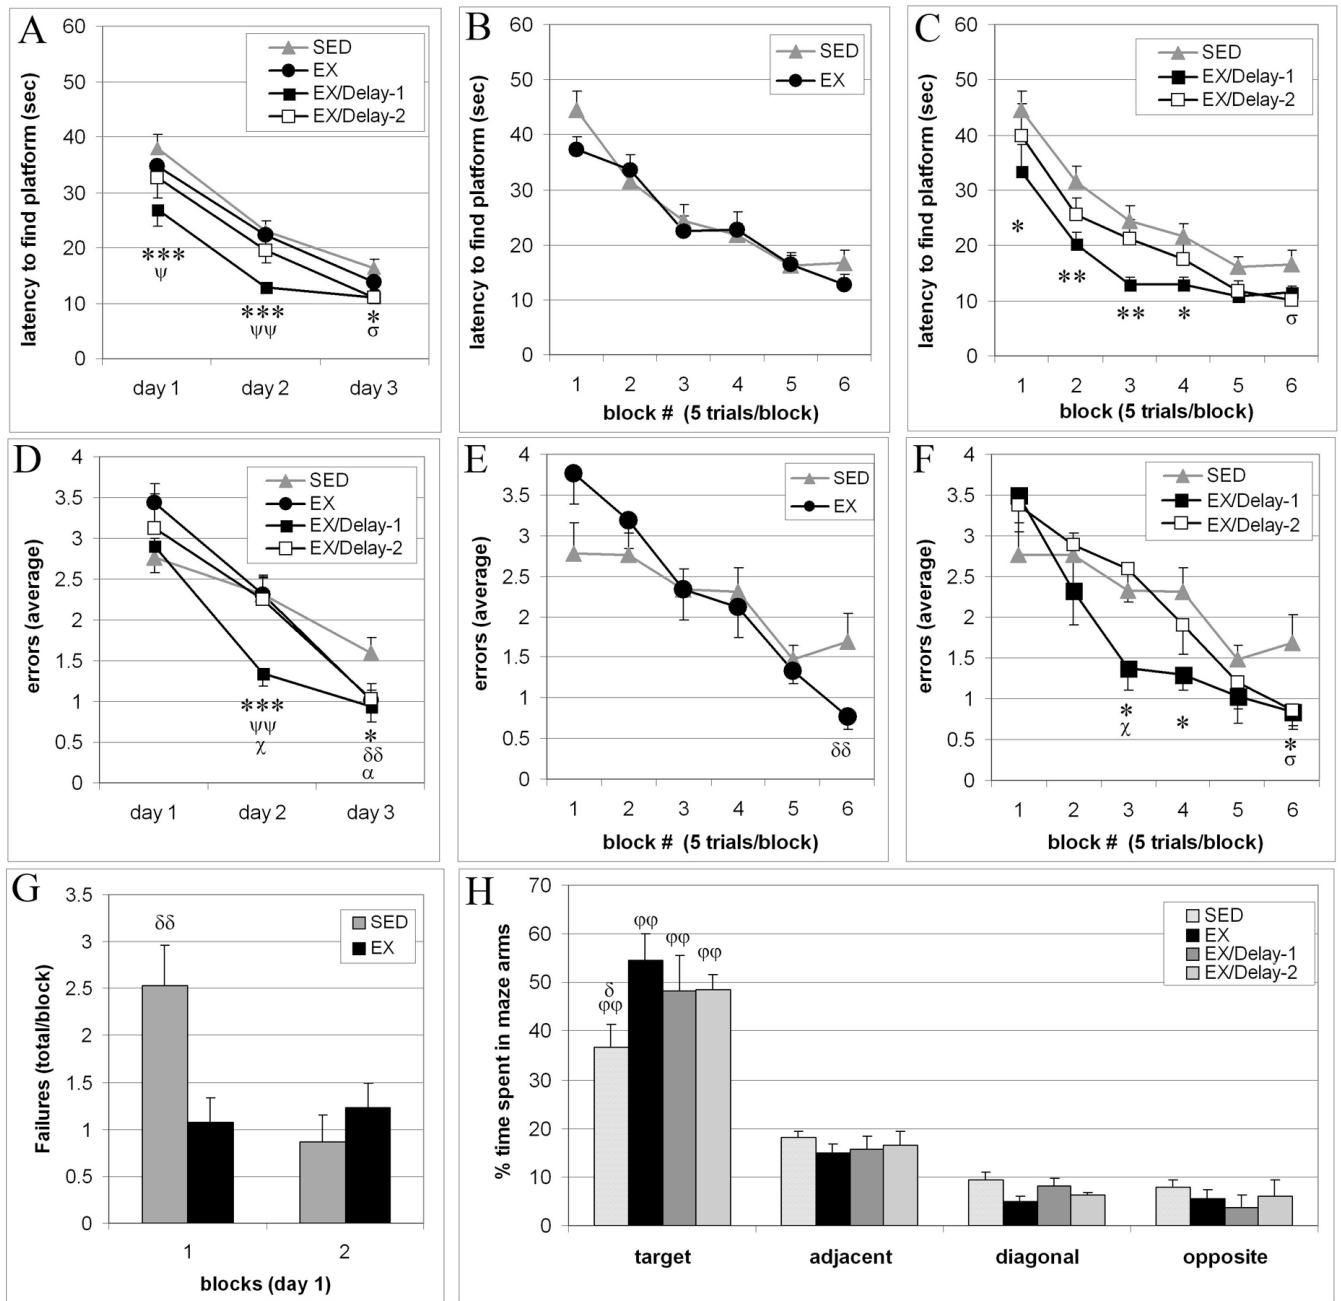 A
SED
EX
EX/Delay-1
EX/Delay-2
latency to find platform (sec)
60
50
40
30
20
10
0
***
ψ
***
ψψ
*
σ
day 1
day 2
day 3
B
SED
EX
latency to find platform (sec)
60
50
40
30
20
10
0
1
2
3
4
5
6
block # (5 trials/block)
C
SED
EX/Delay-1
EX/Delay-2
latency to find platform (sec)
60
50
40
30
20
10
0
*
**
**
*
σ
1
2
3
4
5
6
block (5 trials/block)
D
SED
EX
EX/Delay-1
EX/Delay-2
errors (average)
4
3.5
3
2.5
2
1.5
1
0.5
0
***
ψψ
χ
*
δδ
α
day 1
day 2
day 3
E
SED
EX
errors (average)
4
3.5
3
2.5
2
1.5
1
0.5
0
δδ
1
2
3
4
5
6
block # (5 trials/block)
F
SED
EX/Delay-1
EX/Delay-2
errors (average)
4
3.5
3
2.5
2
1.5
1
0.5
0
*
χ
*
*
σ
1
2
3
4
5
6
block # (5 trials/block)
G
SED
EX
Failures (total/block)
3.5
3
2.5
2
1.5
1
0.5
0
δδ
1
2
blocks (day 1)
H
SED
EX
EX/Delay-1
EX/Delay-2
% time spent in maze arms
70
60
50
40
30
20
10
0
δ
φφ
φφ
φφ
φφ
target
adjacent
diagonal
opposite